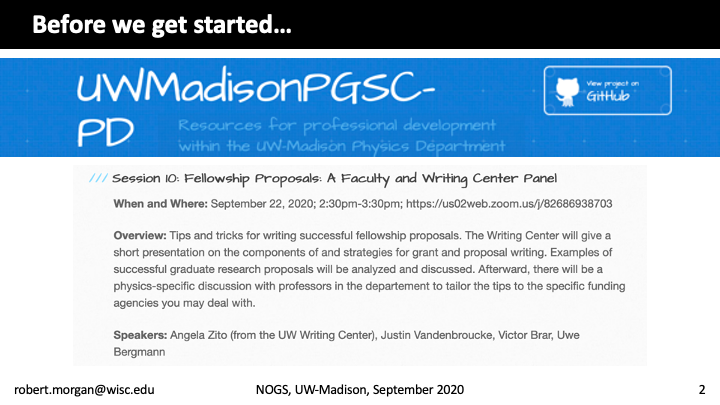 Before we get started…
UWMadisonPGSC-
PD
Resources for professional development
within the UW-Madison Physics Department
View project on
GitHub
/// Session 10: Fellowship Proposals: A Faculty and Writing Center Panel
When and Where: September 22, 2020; 2:30pm-3:30pm; https://us02web.zoom.us/j/82686938703
Overview: Tips and tricks for writing successful fellowship proposals. The Writing Center will give a
short presentation on the components of and strategies for grant and proposal writing. Examples of
successful graduate research proposals will be analyzed and discussed. Afterward, there will be a
physics-specific discussion with professors in the departement to tailor the tips to the specific funding
agencies you may deal with.
Speakers: Angela Zito (from the UW Writing Center), Justin Vandenbroucke, Victor Brar, Uwe
Bergmann
robert.morgan@wisc.edu
NOGS, UW-Madison, September 2020
2